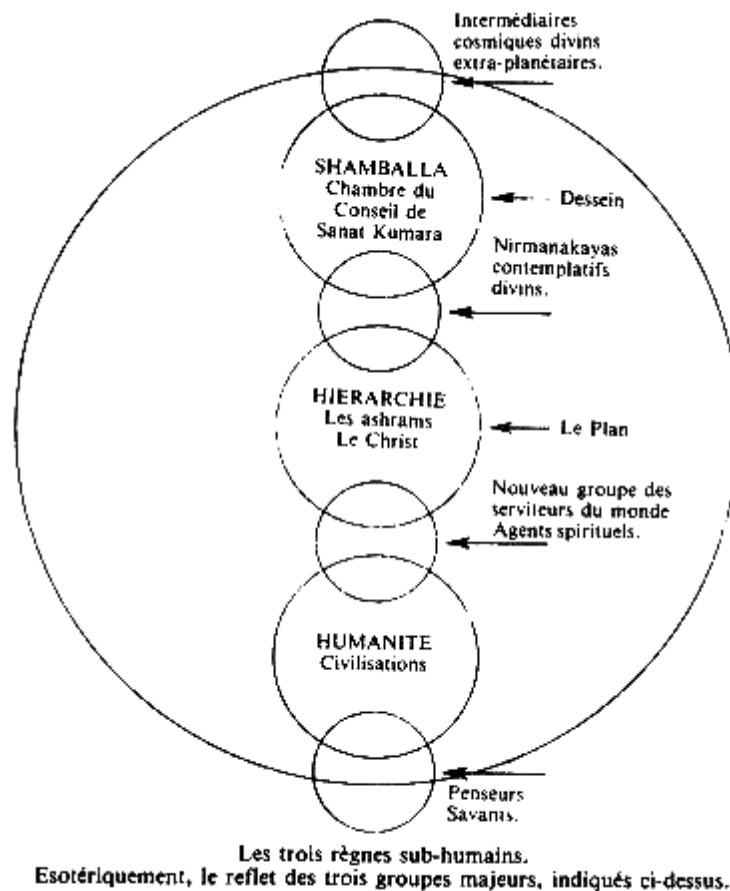 Intermédiaires
cosmiques divins
extra-planétaires.
SHAMBALLA
Chambre du
Conseil de
Sanat Kumara
Dessein
Nirmanakayas
contemplatifs
divins.
HIERARCHIE
Les ashrams
Le Christ
Le Plan
Nouveau groupe des
serviteurs du monde
Agents spirituels.
HUMANITE
Civilisations
Penseurs
Savants.
Les trois règnes sub-humains.
Esotériquement, le reflet des trois groupes majeurs, indiqués ci-dessus.